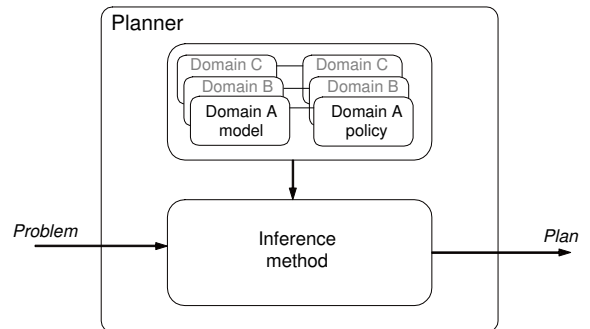 Planner
Domain C Domain C
Domain B Domain B
Domain A Domain A
model policy
Problem
Inference
method
Plan